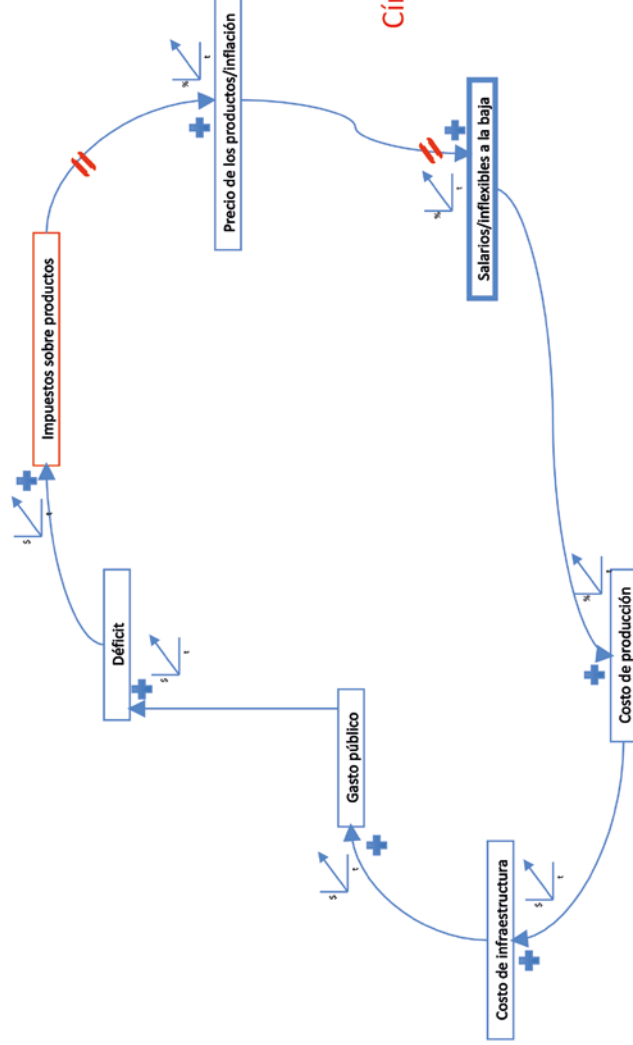 $
t
Impuestos sobre productos
Déficit
$
t
%
t
Precio de los productos/inflación
$
t
Gasto público
Cír
%
t
Salarios/inflexibles a la baja
Costo de infraestructura
$
t
%
t
Costo de producción